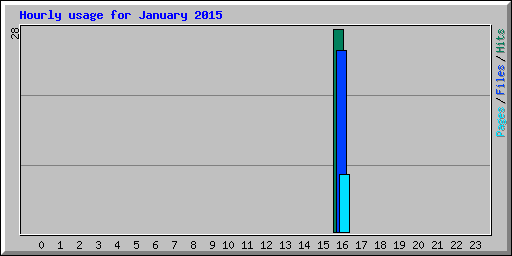 Hourly usage for January 2015
28
Pages/Files/Hits
0 1 2 3 4 5 6 7 8 9 10 11 12 13 14 15 16 17 18 19 20 21 22 23